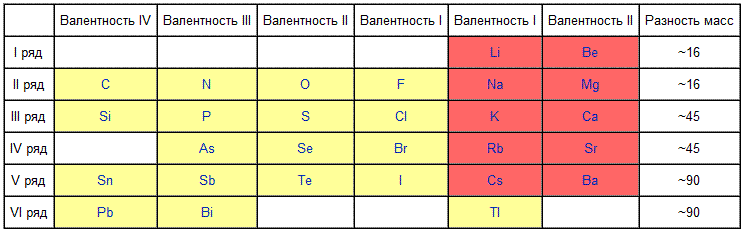 Валентность IV Валентность III Валентность II Валентность I Валентность I Валентность II Разность масс
I ряд Li Be ~16
II ряд C N O F Na Mg ~16
III ряд Si P S Cl K Ca ~45
IV ряд As Se Br Rb Sr ~45
V ряд Sn Sb Te I Cs Ba ~90
VI ряд Pb Bi Tl ~90